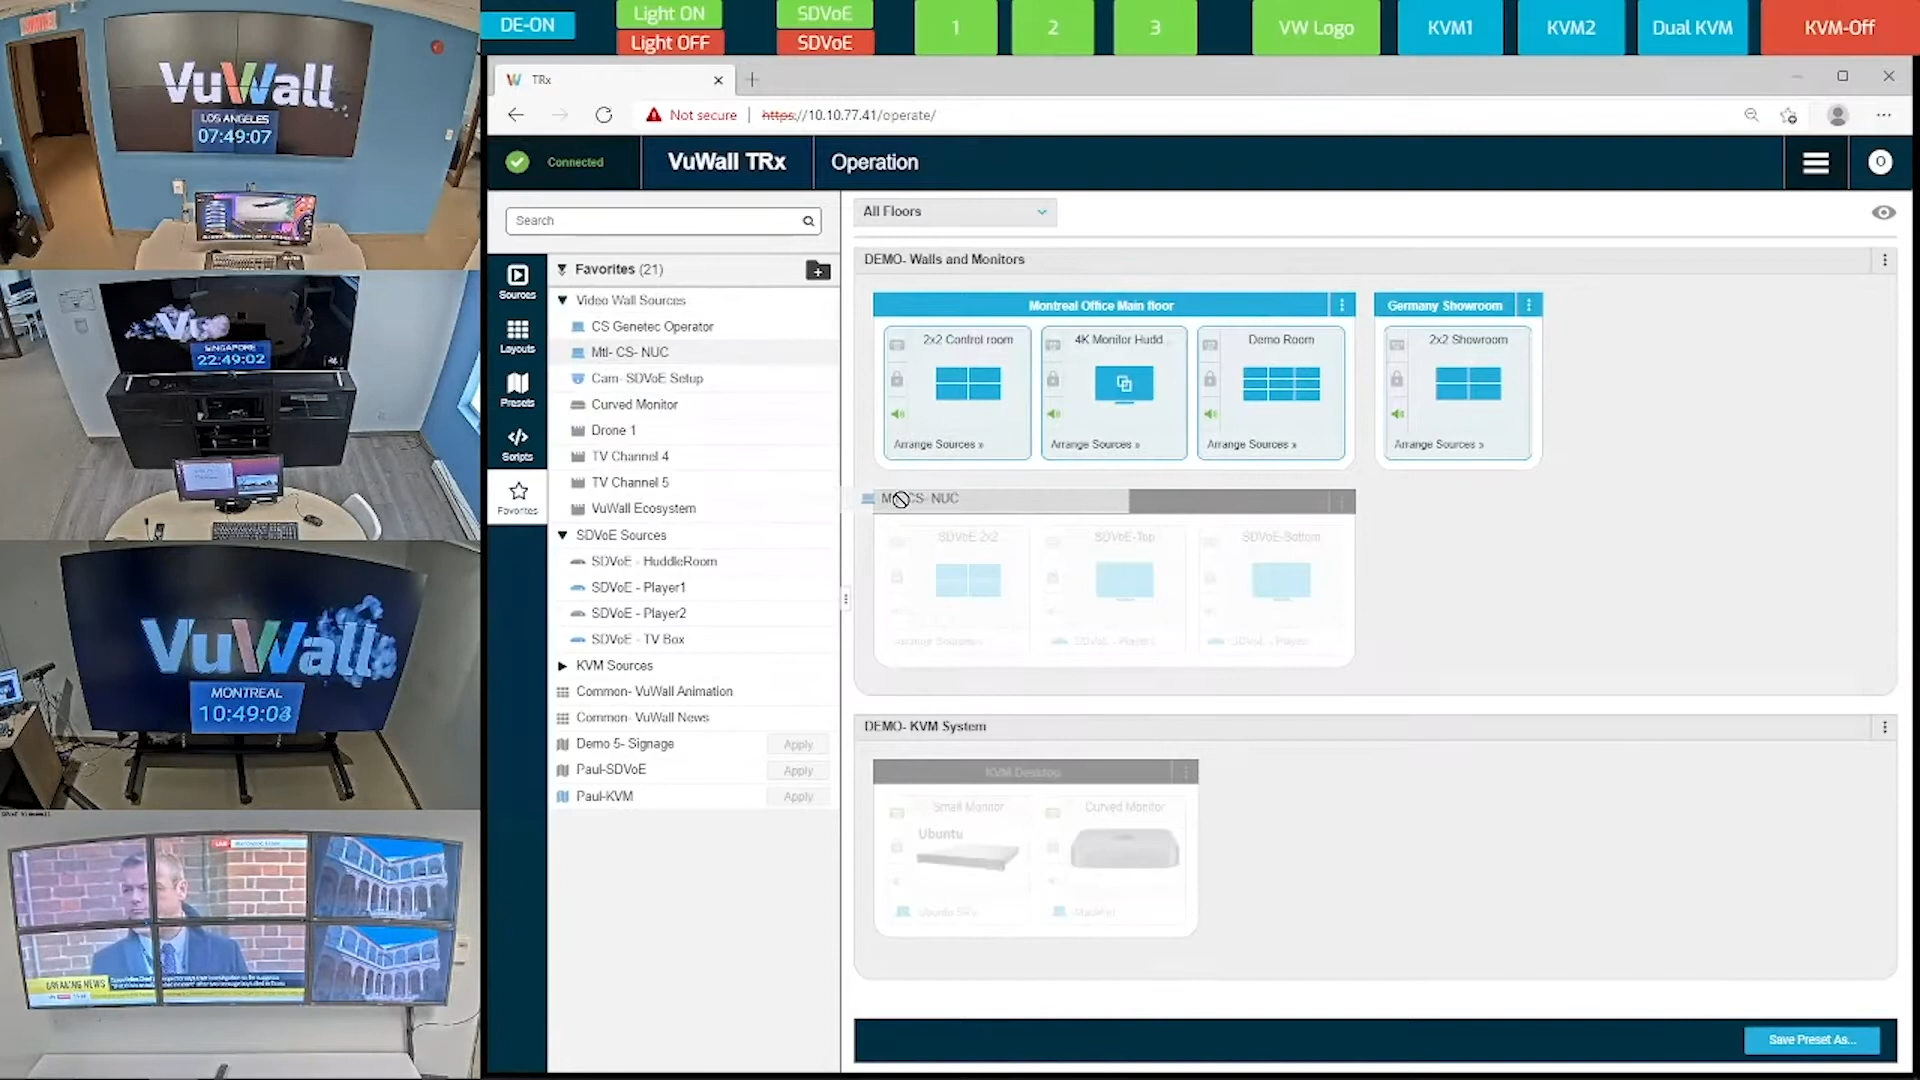 DE-ON
Light ON
Light OFF
SDVoE
SDVoE
1
2
3
VW Logo
KVM1
KVM2
Dual KVM
KVM-Off
TRx
Not secure
https://10.10.77.41/operate/
Connected
VuWall TRx
Operation
O
Search
All Floors
Sources
Layouts
Presets
Scripts
Favorites
Favorites (21)
Video Wall Sources
CS Genetec Operator
Mtl- CS- NUC
Cam- SDVoE Setup
Curved Monitor
Drone 1
TV Channel 4
TV Channel 5
VuWall Ecosystem
SDVoE Sources
SDVoE - HuddleRoom
SDVoE - Player1
SDVoE - Player2
SDVoE - TV Box
KVM Sources
Common- VuWall Animation
Common- VuWall News
Demo 5- Signage
Apply
Paul-SDVoE
Apply
Paul-KVM
Apply
DEMO- Walls and Monitors
Montreal Office Main floor
Germany Showroom
2x2 Control room
4K Monitor Hudd
Demo Room
2x2 Showroom
Arrange Sources »
Arrange Sources »
Arrange Sources »
Arrange Sources »
CS- NUC
SDVoE 2x2
SDVoE-Top
SDVoE-Bottom
Arrange Sources »
SDVoE - Player1
SDVoE - Player
DEMO- KVM System
KVM Desktop
Small Monitor
Curved Monitor
Ubuntu
Save Preset As...
VuWall
LOS ANGELES
07:49:07
SINGAPORE
22:49:02
VuWall
MONTREAL
BREAKING NEWS